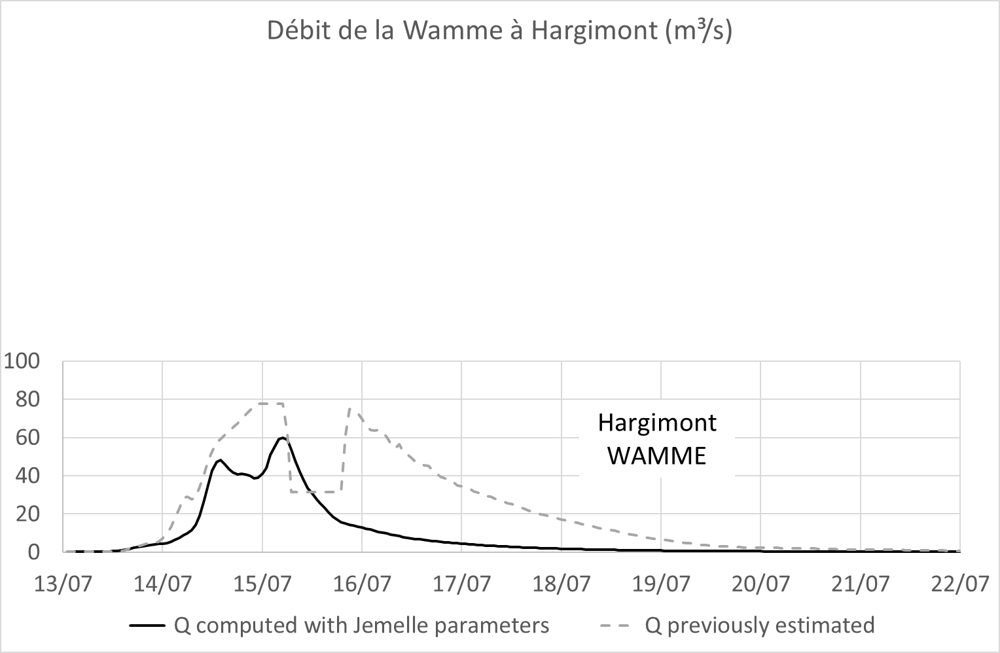 Débit de la Wamme à Hargimont (m³/s)
100
80
60
40
20
0
Hargimont
WAMME
13/07 14/07 15/07 16/07 17/07 18/07 19/07 20/07 21/07 22/07
Q computed with Jemelle parameters Q previously estimated